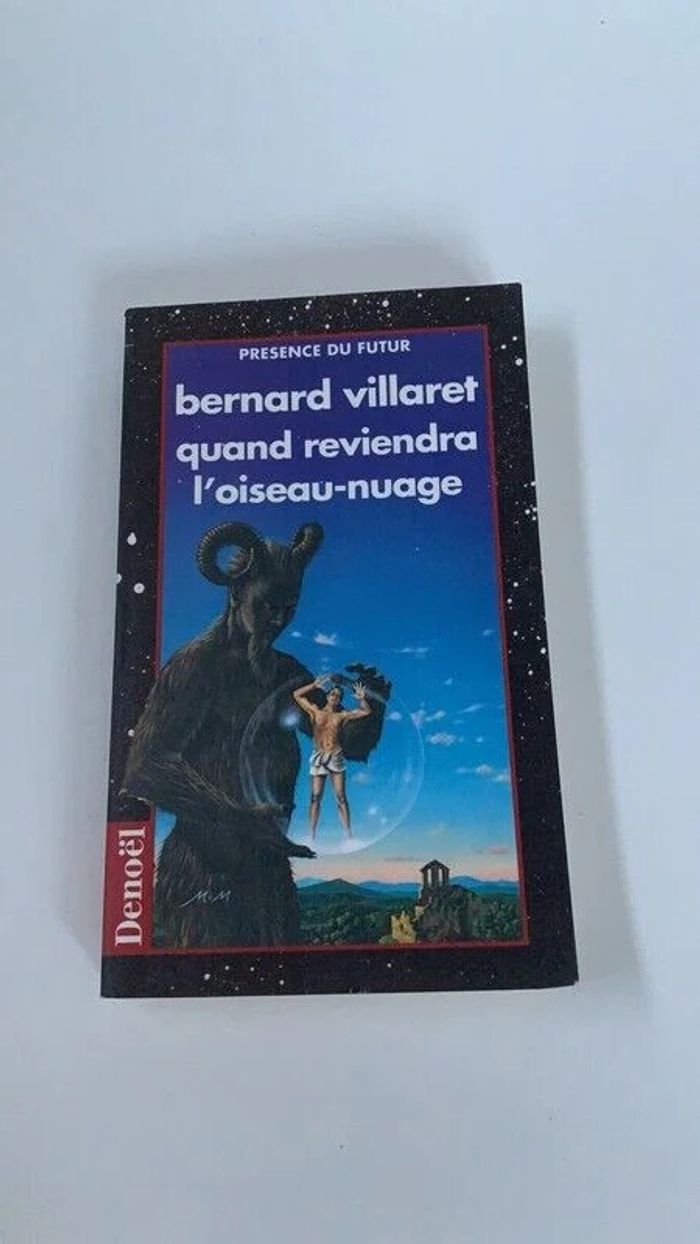 PRESENCE DU FUTUR
bernard villaret
quand reviendra
l'oiseau-nuage
Denoël